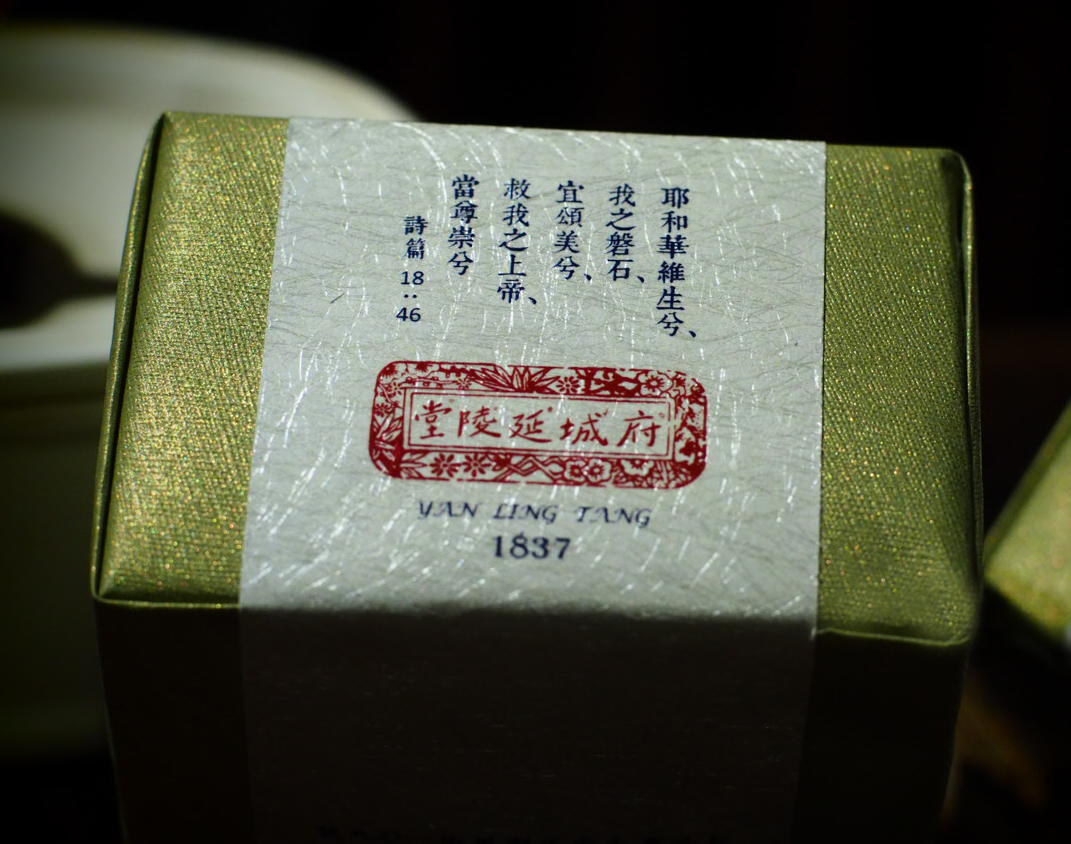 耶和華維生兮、
我之磐石、
宜頌美兮、
救我之上帝、
當尊崇兮
詩篇 18:46
府城延陵堂
YAN LING TANG
1837